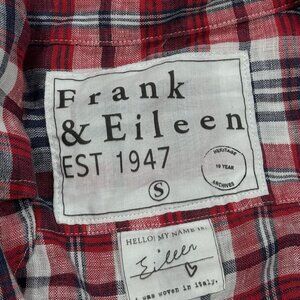 Frank
& Eileen
EST 1947
S
HERITAGE
10 YEAR
ARCHIVES
HELLO! MY NAME IS:
Eileen
i was woven in italy.